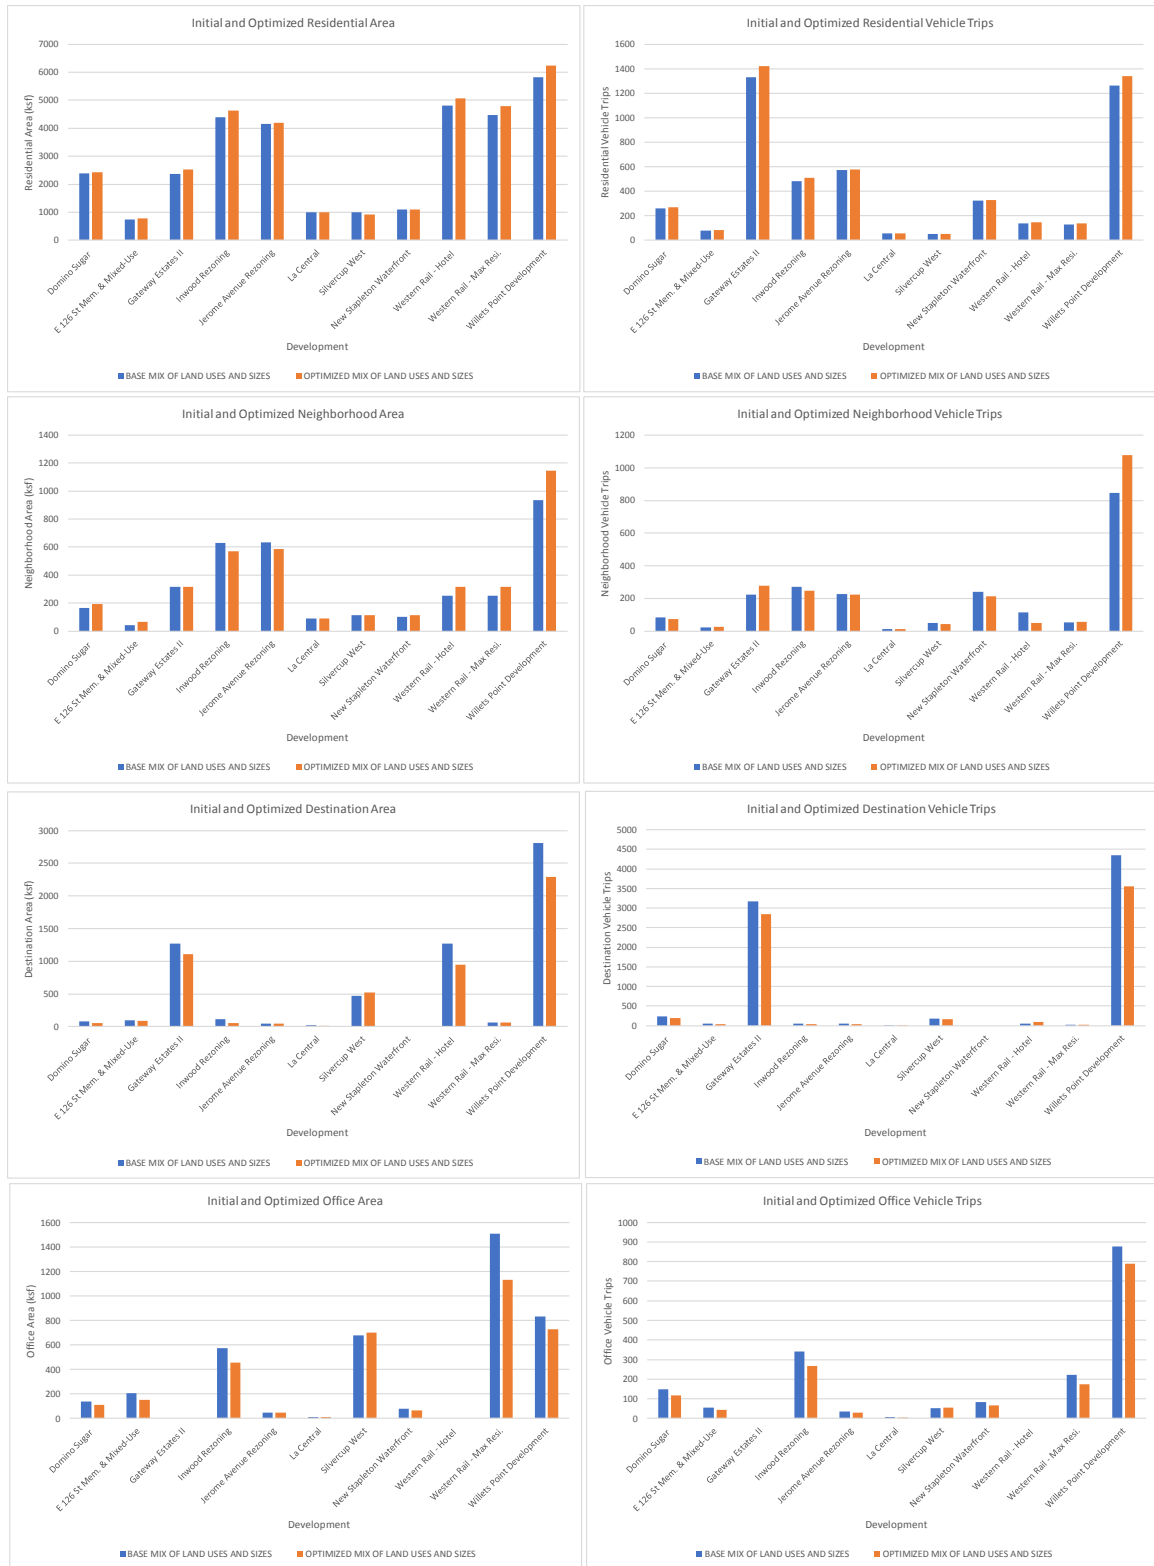 Initial and Optimized Residential Area
Residential Area (ksf)
7000
6000
5000
4000
3000
2000
1000
0
Domino Sugar
E 126 St Mem. & Mixed-Use
Gateway Estates II
Inwood Rezoning
Jerome Avenue Rezoning
La Central
Silvercup West
New Stapleton Waterfront
Western Rail - Hotel
Western Rail - Max Resi.
Willets Point Development
Development
BASE MIX OF LAND USES AND SIZES
OPTIMIZED MIX OF LAND USES AND SIZES
Initial and Optimized Residential Vehicle Trips
Residential Vehicle Trips
1600
1400
1200
1000
800
600
400
200
0
Domino Sugar
E 126 St Mem. & Mixed-Use
Gateway Estates II
Inwood Rezoning
Jerome Avenue Rezoning
La Central
Silvercup West
New Stapleton Waterfront
Western Rail - Hotel
Western Rail - Max Resi.
Willets Point Development
Development
BASE MIX OF LAND USES AND SIZES
OPTIMIZED MIX OF LAND USES AND SIZES
Initial and Optimized Neighborhood Area
Neighborhood Area (ksf)
1400
1200
1000
800
600
400
200
0
Domino Sugar
E 126 St Mem. & Mixed-Use
Gateway Estates II
Inwood Rezoning
Jerome Avenue Rezoning
La Central
Silvercup West
New Stapleton Waterfront
Western Rail - Hotel
Western Rail - Max Resi.
Willets Point Development
Development
BASE MIX OF LAND USES AND SIZES
OPTIMIZED MIX OF LAND USES AND SIZES
Initial and Optimized Neighborhood Vehicle Trips
Neighborhood Vehicle Trips
1200
1000
800
600
400
200
0
Domino Sugar
E 126 St Mem. & Mixed-Use
Gateway Estates II
Inwood Rezoning
Jerome Avenue Rezoning
La Central
Silvercup West
New Stapleton Waterfront
Western Rail - Hotel
Western Rail - Max Resi.
Willets Point Development
Development
BASE MIX OF LAND USES AND SIZES
OPTIMIZED MIX OF LAND USES AND SIZES
Initial and Optimized Destination Area
Destination Area (ksf)
3000
2500
2000
1500
1000
500
0
Domino Sugar
E 126 St Mem. & Mixed-Use
Gateway Estates II
Inwood Rezoning
Jerome Avenue Rezoning
La Central
Silvercup West
New Stapleton Waterfront
Western Rail - Hotel
Western Rail - Max Resi.
Willets Point Development
Development
BASE MIX OF LAND USES AND SIZES
OPTIMIZED MIX OF LAND USES AND SIZES
Initial and Optimized Destination Vehicle Trips
Destination Vehicle Trips
5000
4500
4000
3500
3000
2500
2000
1500
1000
500
0
Domino Sugar
E 126 St Mem. & Mixed-Use
Gateway Estates II
Inwood Rezoning
Jerome Avenue Rezoning
La Central
Silvercup West
New Stapleton Waterfront
Western Rail - Hotel
Western Rail - Max Resi.
Willets Point Development
Development
BASE MIX OF LAND USES AND SIZES
OPTIMIZED MIX OF LAND USES AND SIZES
Initial and Optimized Office Area
Office Area (ksf)
1600
1400
1200
1000
800
600
400
200
0
Domino Sugar
E 126 St Mem. & Mixed-Use
Gateway Estates II
Inwood Rezoning
Jerome Avenue Rezoning
La Central
Silvercup West
New Stapleton Waterfront
Western Rail - Hotel
Western Rail - Max Resi.
Willets Point Development
Development
BASE MIX OF LAND USES AND SIZES
OPTIMIZED MIX OF LAND USES AND SIZES
Initial and Optimized Office Vehicle Trips
Office Vehicle Trips
1000
900
800
700
600
500
400
300
200
100
0
Domino Sugar
E 126 St Mem. & Mixed-Use
Gateway Estates II
Inwood Rezoning
Jerome Avenue Rezoning
La Central
Silvercup West
New Stapleton Waterfront
Western Rail - Hotel
Western Rail - Max Resi.
Willets Point Development
Development
BASE MIX OF LAND USES AND SIZES
OPTIMIZED MIX OF LAND USES AND SIZES